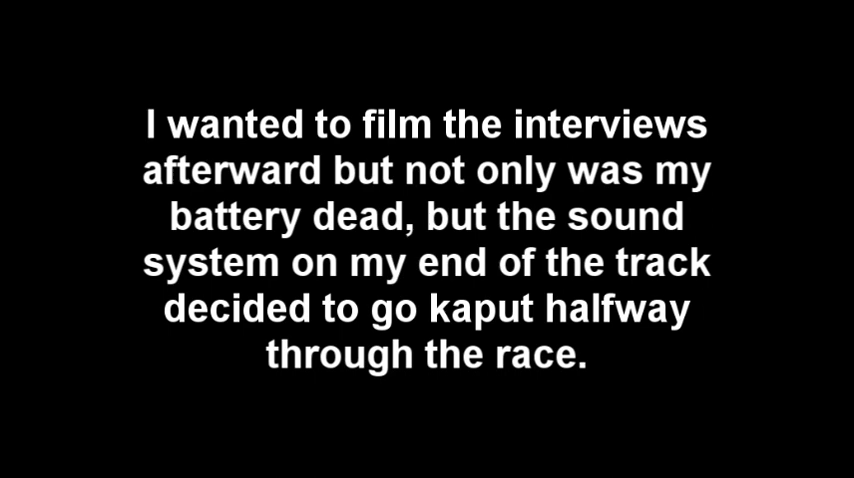 I wanted to film the interviews
afterward but not only was my
battery dead, but the sound
system on my end of the track
decided to go kaput halfway
through the race.